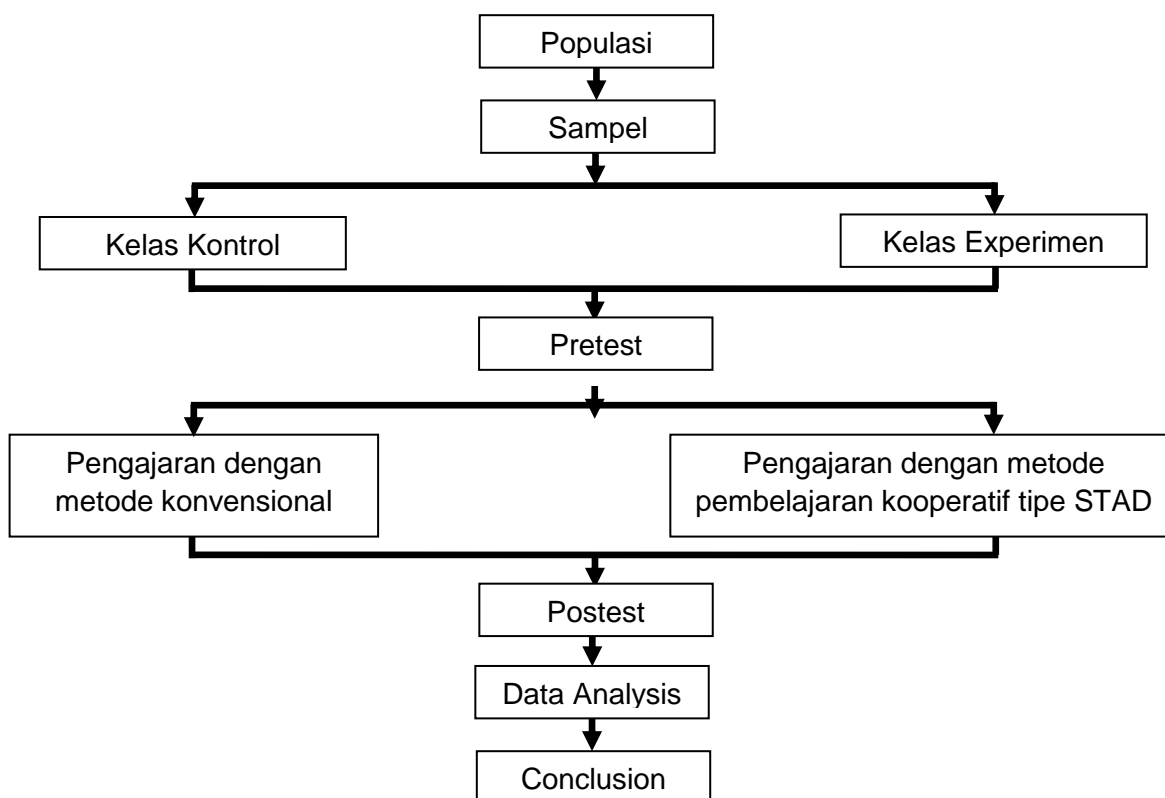 Populasi
Sampel
Kelas Kontrol
Kelas Experimen
Pretest
Pengajaran dengan
metode konvensional
Pengajaran dengan metode
pembelajaran kooperatif tipe STAD
Postest
Data Analysis
Conclusion